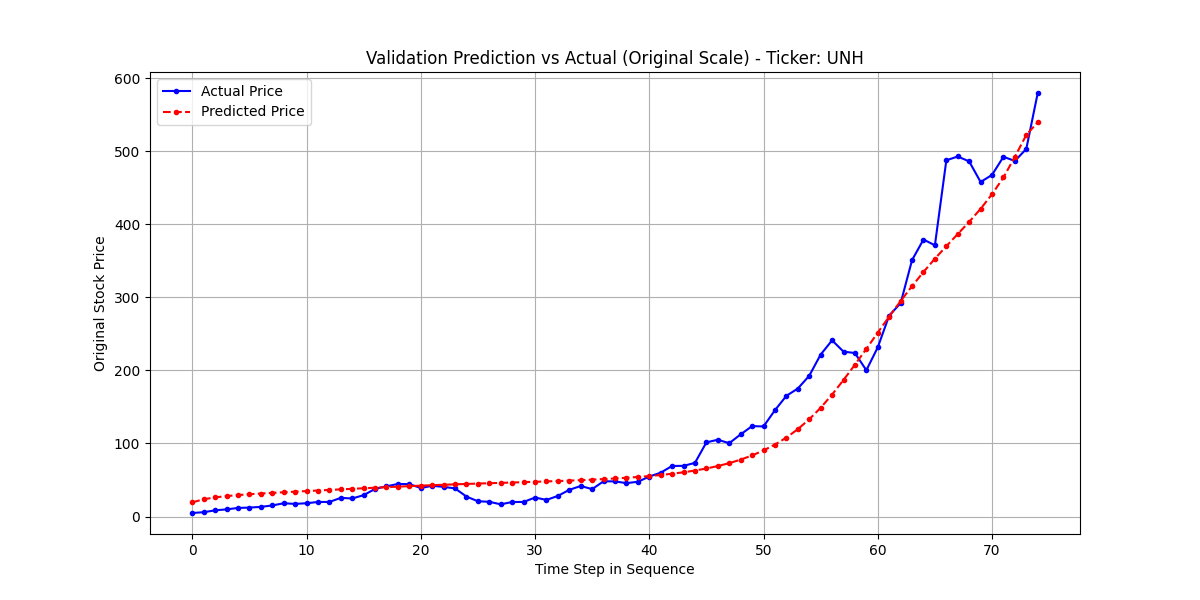 Validation Prediction vs Actual (Original Scale) - Ticker: UNH
Actual Price
Predicted Price
Original Stock Price
600
500
400
300
200
100
0
0 10 20 30 40 50 60 70
Time Step in Sequence